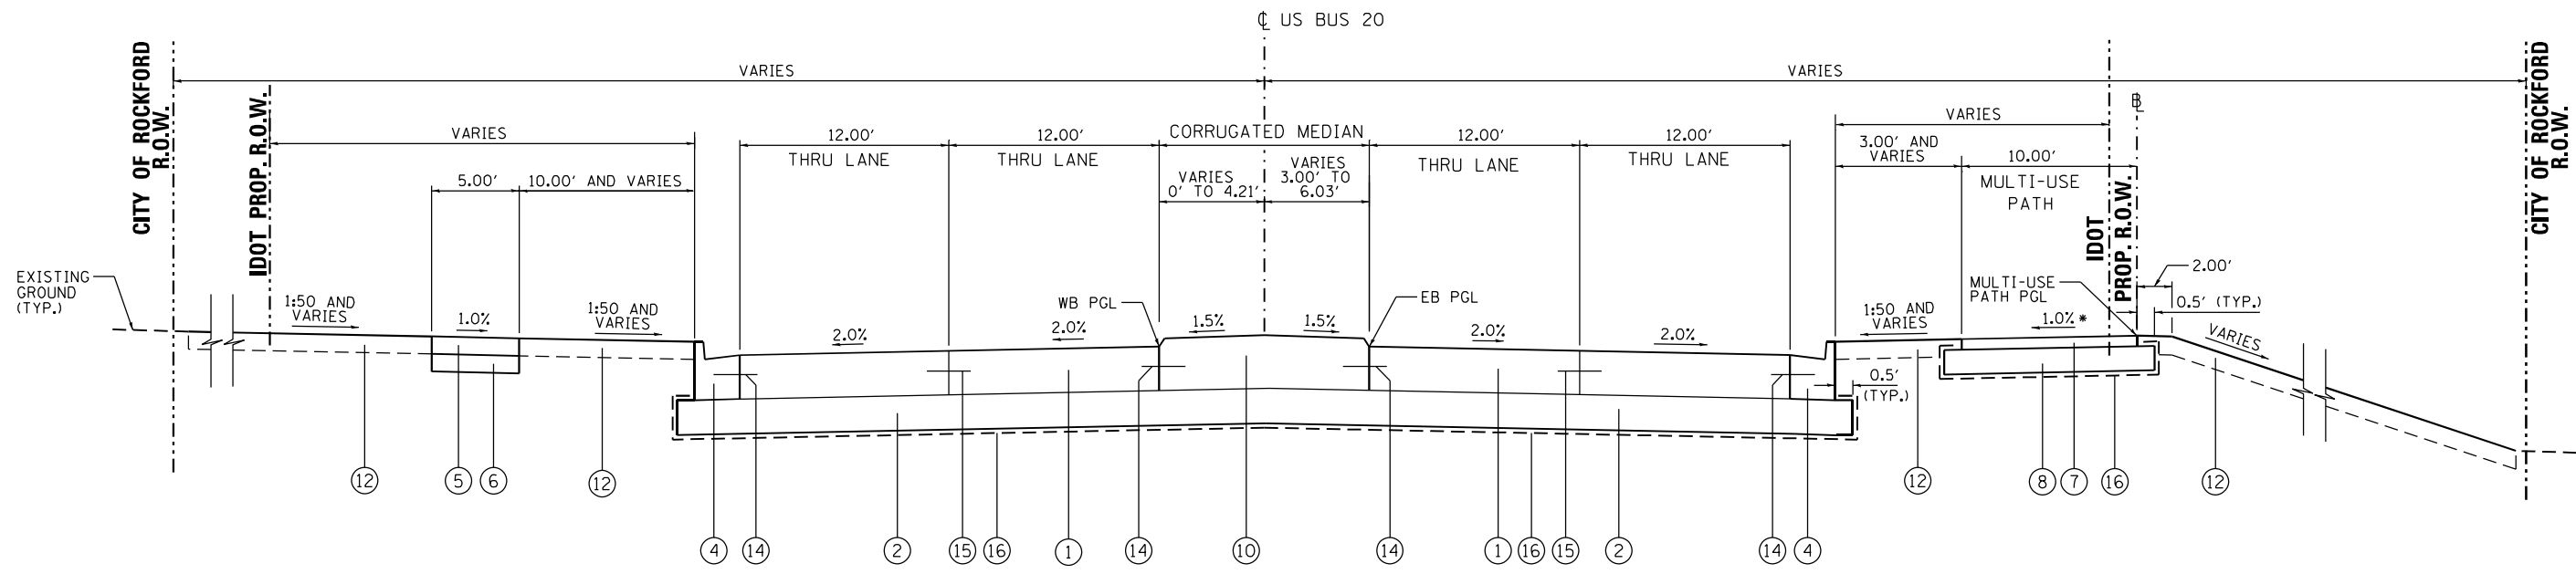 ℄ US BUS 20
CITY OF ROCKFORD
R.O.W.
VARIES
VARIES
CITY OF ROCKFORD
R.O.W.
IDOT PROP. R.O.W.
VARIES
12.00'
THRU LANE
12.00'
THRU LANE
CORRUGATED MEDIAN
VARIES
0' TO 4.21'
VARIES
3.00' TO
6.03'
12.00'
THRU LANE
12.00'
THRU LANE
VARIES
3.00' AND
VARIES
10.00'
MULTI-USE
PATH
IDOT
PROP. R.O.W.
5.00'
10.00' AND VARIES
EXISTING
GROUND
(TYP.)
1:50 AND
VARIES
1.0%
1:50 AND
VARIES
2.0%
2.0%
WB PGL
1.5%
1.5%
EB PGL
2.0%
2.0%
1:50 AND
VARIES
MULTI-USE
PATH PGL
1.0%*
2.00'
0.5' (TYP.)
VARIES
0.5'
(TYP.)
12
5
6
12
12
8
7
16
12
4
14
2
15
16
1
14
10
14
1
16
15
2
14
4